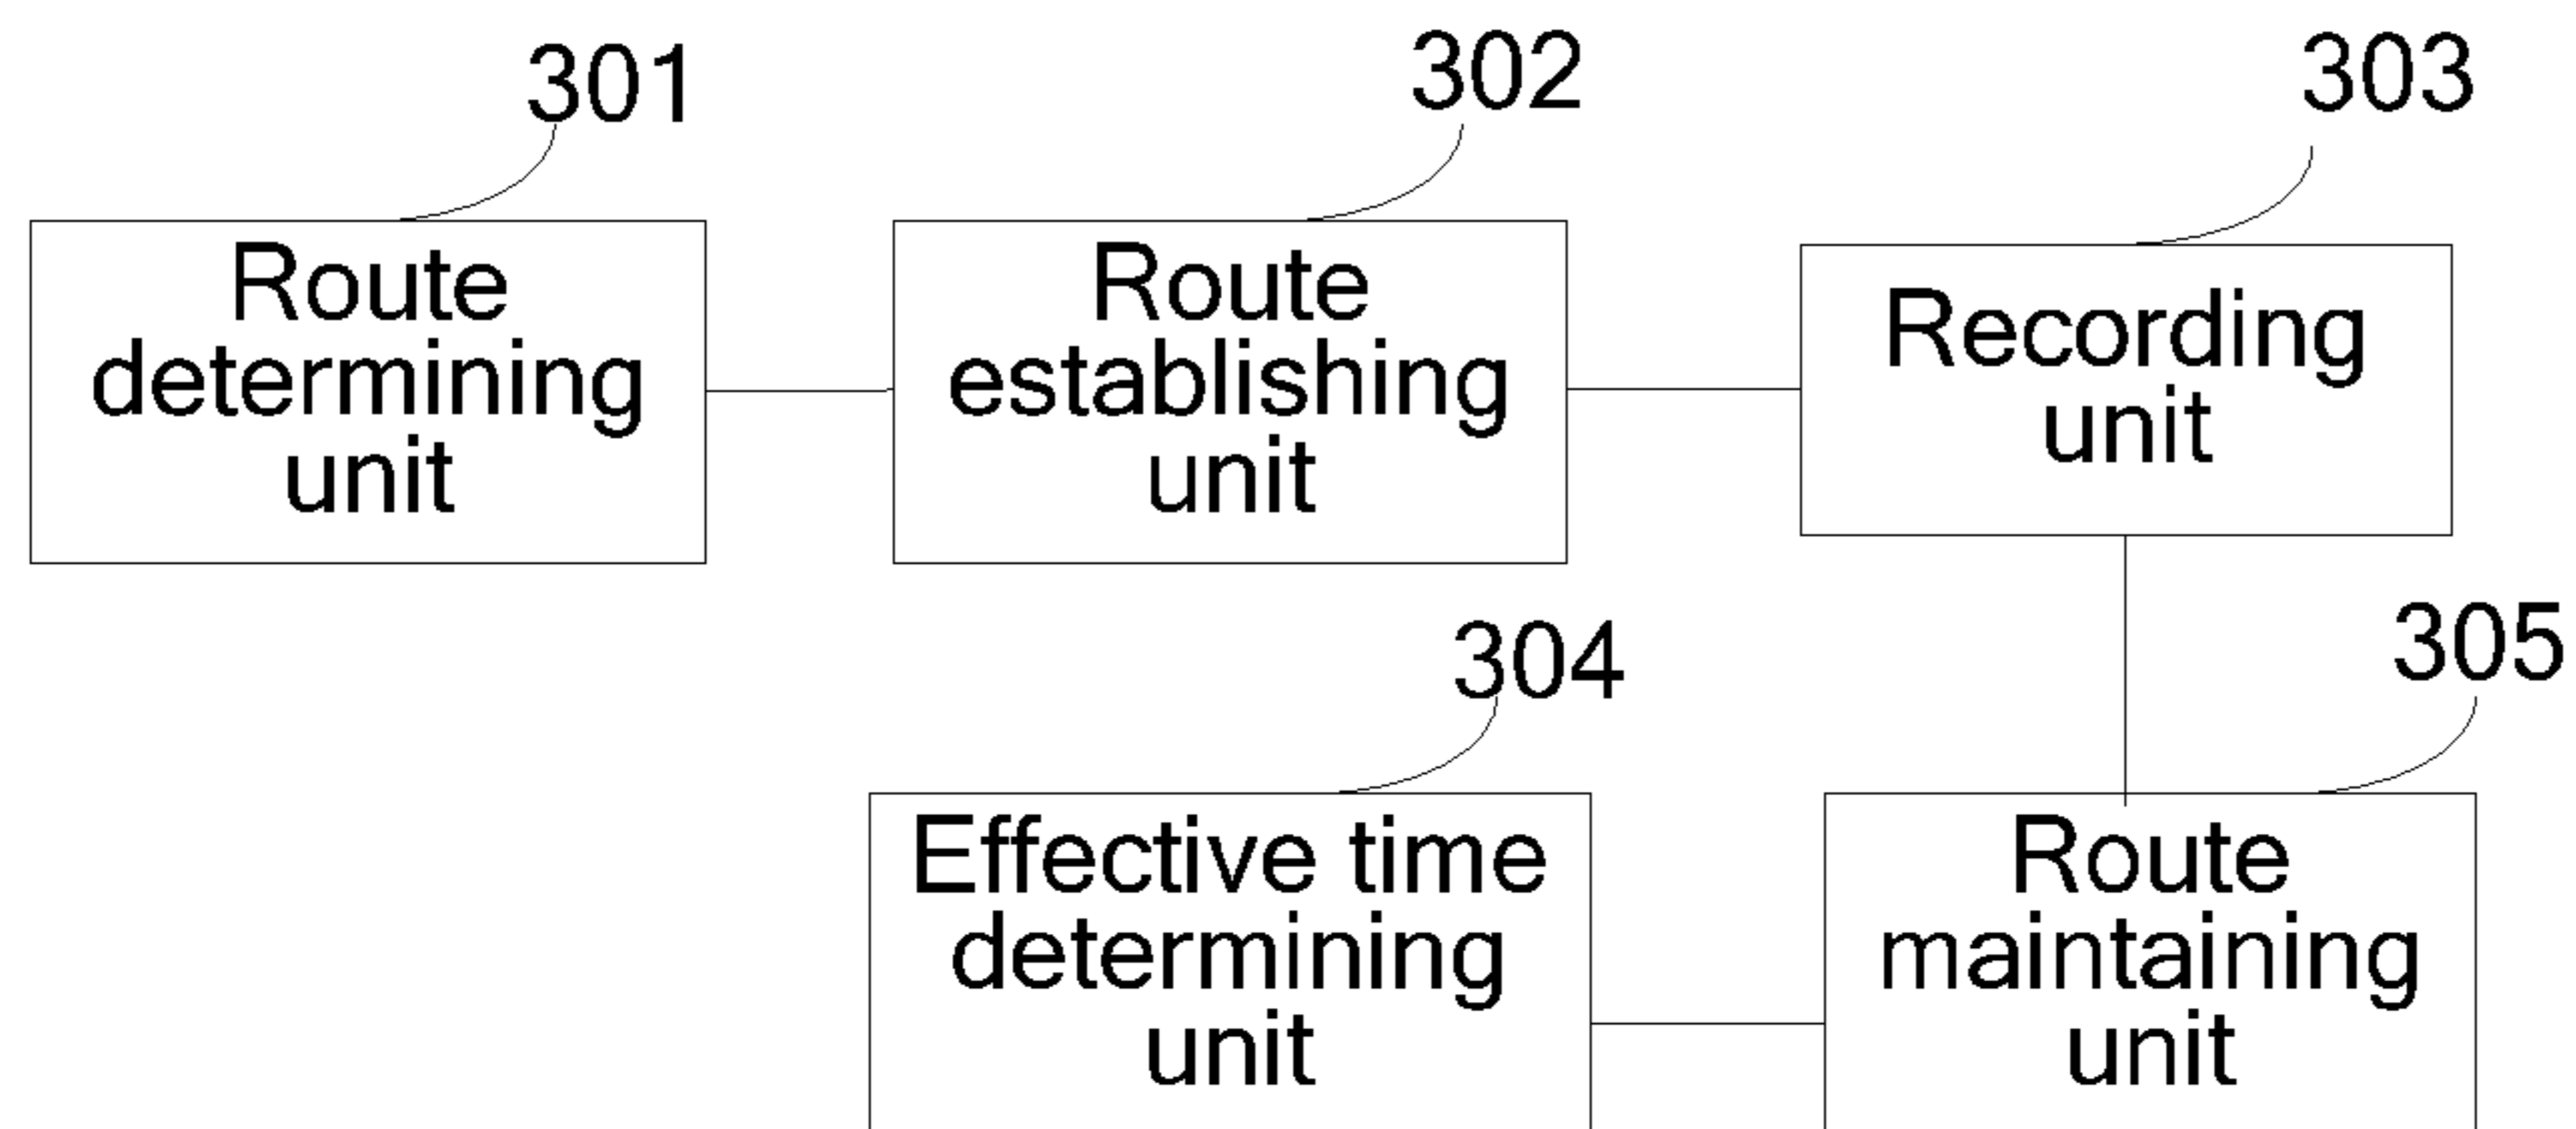 301
302
303
Route
determining
unit
Route
establishing
unit
Recording
unit
304
305
Effective time
determining
unit
Route
maintaining
unit